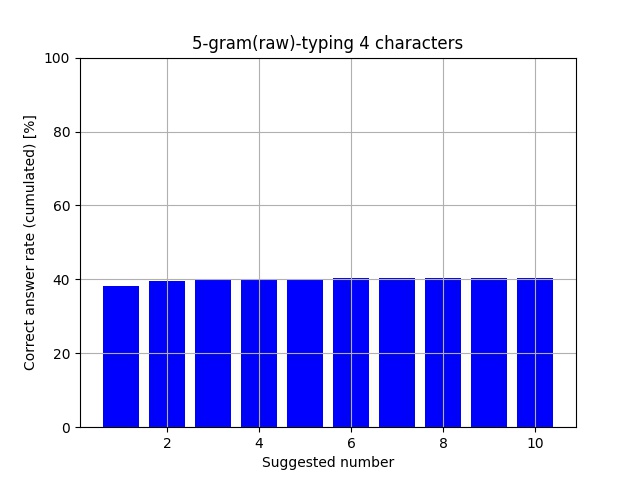 5-gram(raw)-typing 4 characters
100
80
60
40
20
0
Correct answer rate (cumulated) [%]
2 4 6 8 10
Suggested number